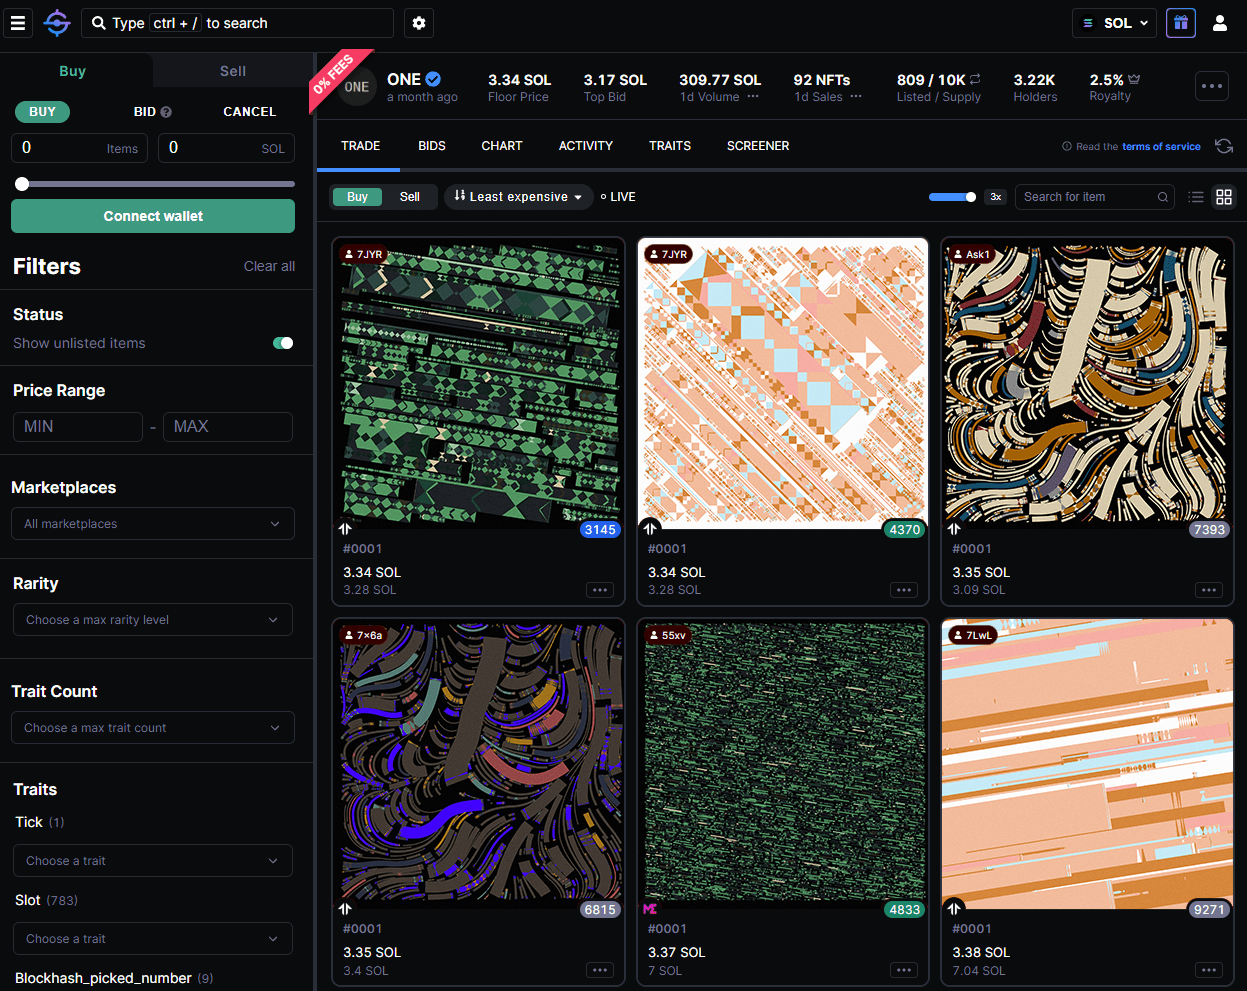 Type ctrl + / to search
SOL
Buy
Sell
BUY
BID
CANCEL
0 Items
0 SOL
Connect wallet
Filters
Clear all
Status
Show unlisted items
Price Range
MIN - MAX
Marketplaces
All marketplaces
Rarity
Choose a max rarity level
Trait Count
Choose a max trait count
Traits
Tick (1)
Choose a trait
Slot (783)
Choose a trait
Blockhash_picked_number (9)
0% FEES
ONE
ONE
a month ago
3.34 SOL
Floor Price
3.17 SOL
Top Bid
309.77 SOL
1d Volume •••
92 NFTs
1d Sales •••
809 / 10K
Listed / Supply
3.22K
Holders
2.5%
Royalty
•••
TRADE
BIDS
CHART
ACTIVITY
TRAITS
SCREENER
Read the terms of service
Buy
Sell
Least expensive
LIVE
3x
Search for item
7JYR
3145
#0001
3.34 SOL
3.28 SOL
•••
7JYR
4370
#0001
3.34 SOL
3.28 SOL
•••
Ask1
7393
#0001
3.35 SOL
3.09 SOL
•••
7x6a
6815
#0001
3.35 SOL
3.4 SOL
•••
55xv
ME
4833
#0001
3.37 SOL
7 SOL
•••
7LwL
9271
#0001
3.38 SOL
7.04 SOL
•••